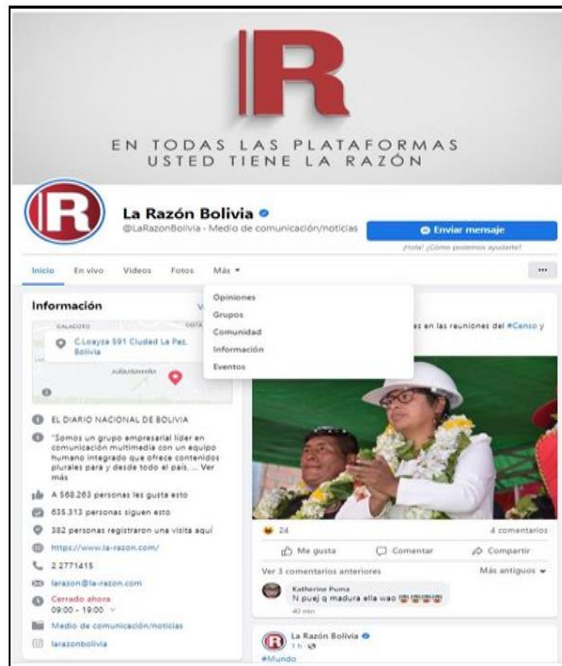 R
EN TODAS LAS PLATAFORMAS
USTED TIENE LA RAZÓN
R
La Razón Bolivia
@LaRazonBolivia · Medio de comunicación/noticias
Enviar mensaje
¡Hola! ¿Cómo podemos ayudarte?
Inicio En vivo Videos Fotos Más
Opiniones
Grupos
Comunidad
Información
Eventos
Información
C.Loayza 591 Ciudad La Paz,
Bolivia
EL DIARIO NACIONAL DE BOLIVIA
"Somos un grupo empresarial líder en
comunicación multimedia con un equipo
humano integrado que ofrece contenidos
plurales para y desde todo el país, ... Ver
más
A 560.263 personas les gusta esto
635.313 personas siguen esto
382 personas registraron una visita aquí
https://www.la-razon.com/
2 2771415
larazon@la-razon.com
Cerrado ahora
09:00 - 19:00
Medio de comunicación/noticias
larazonbolivia
es en las reuniones del #Censo y
24 4 comentarios
Me gusta Comentar Compartir
Ver 3 comentarios anteriores Más antiguos
Katherine Puma
N puej q madura ella wao
40 min
La Razón Bolivia
1 h ·
#Mundo